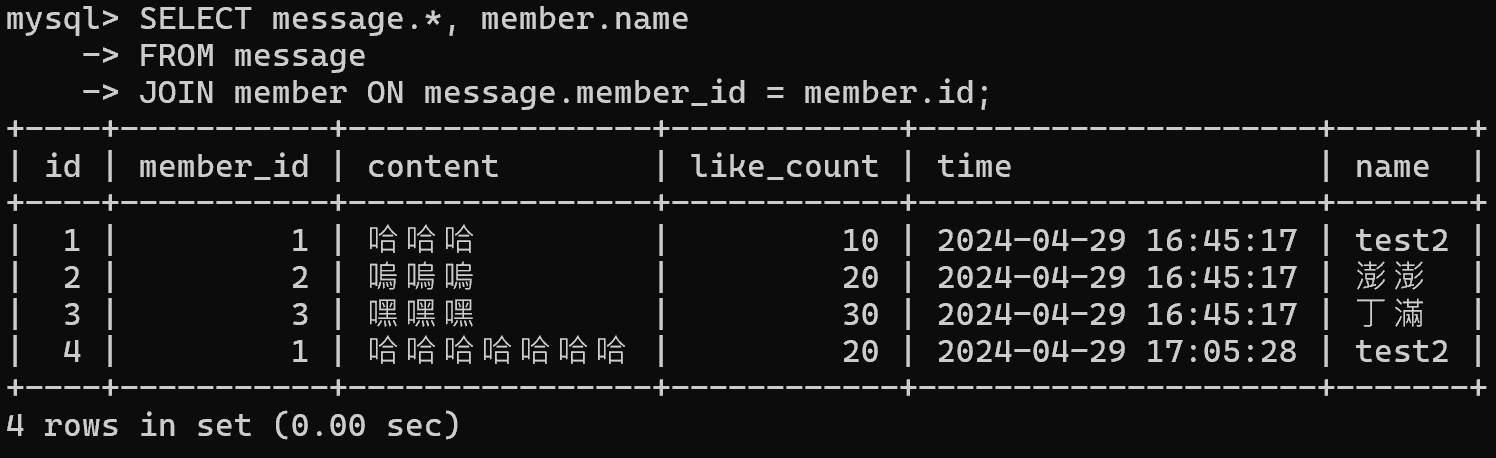 mysql> SELECT message.*, member.name
    -> FROM message
    -> JOIN member ON message.member_id = member.id;
+----+-----------+----------------+------------+---------------------+-------+
| id | member_id | content        | like_count | time                | name  |
+----+-----------+----------------+------------+---------------------+-------+
|  1 |         1 | 哈哈哈         |         10 | 2024-04-29 16:45:17 | test2 |
|  2 |         2 | 嗚嗚嗚         |         20 | 2024-04-29 16:45:17 | 澎澎  |
|  3 |         3 | 嘿嘿嘿         |         30 | 2024-04-29 16:45:17 | 丁滿  |
|  4 |         1 | 哈哈哈哈哈哈哈 |         20 | 2024-04-29 17:05:28 | test2 |
+----+-----------+----------------+------------+---------------------+-------+
4 rows in set (0.00 sec)